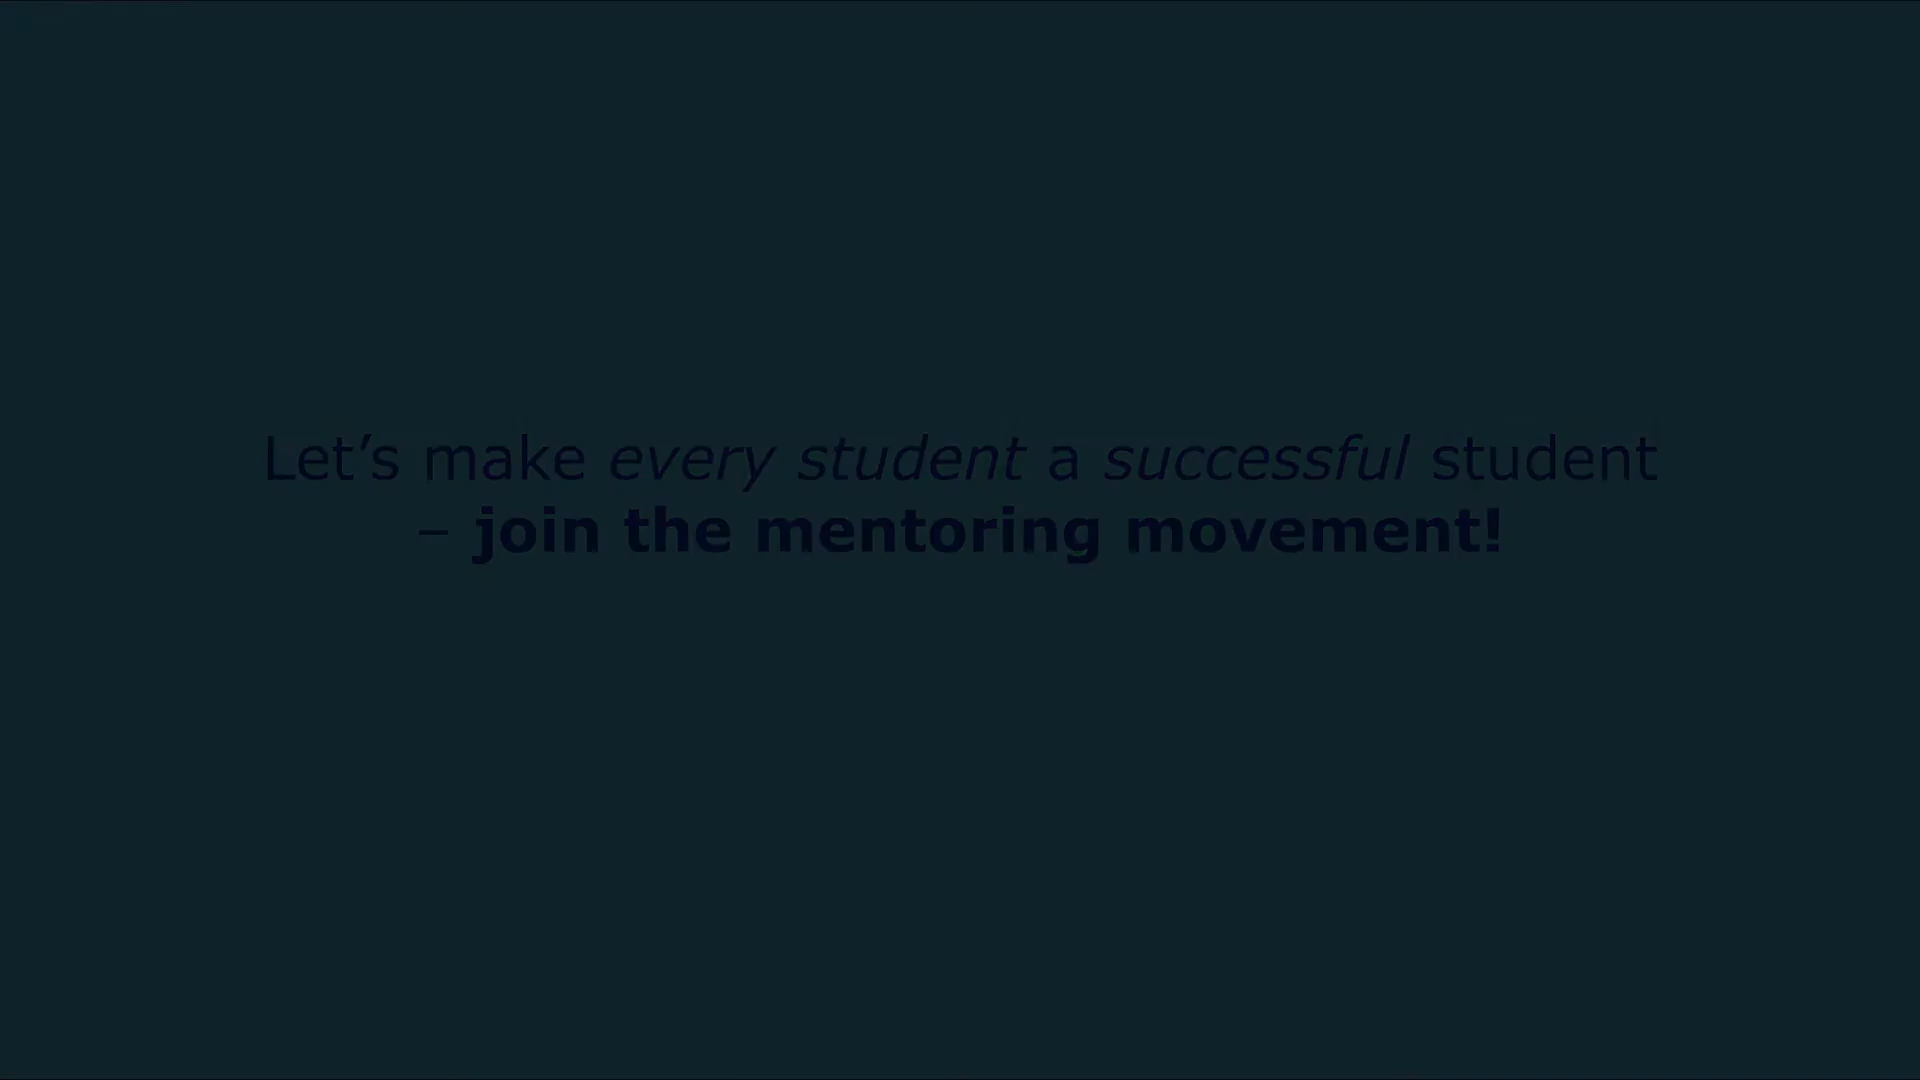 Let’s make every student a successful student
– join the mentoring movement!